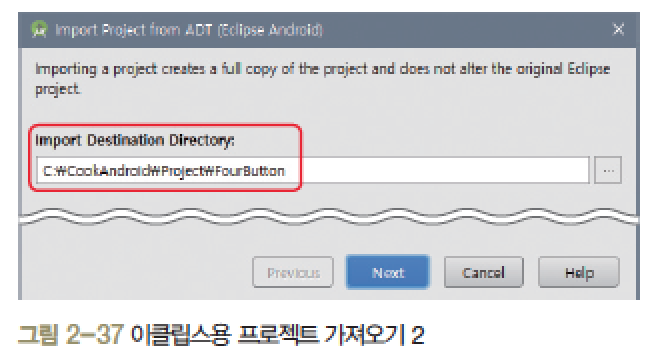 Import Project from ADT (Eclipse Android)
Importing a project creates a full copy of the project and does not alter the original Eclipse
project.
Import Destination Directory:
C:₩CookAndroid₩Project₩FourButton
...
Previous Next Cancel Help
그림 2-37 이클립스용 프로젝트 가져오기 2